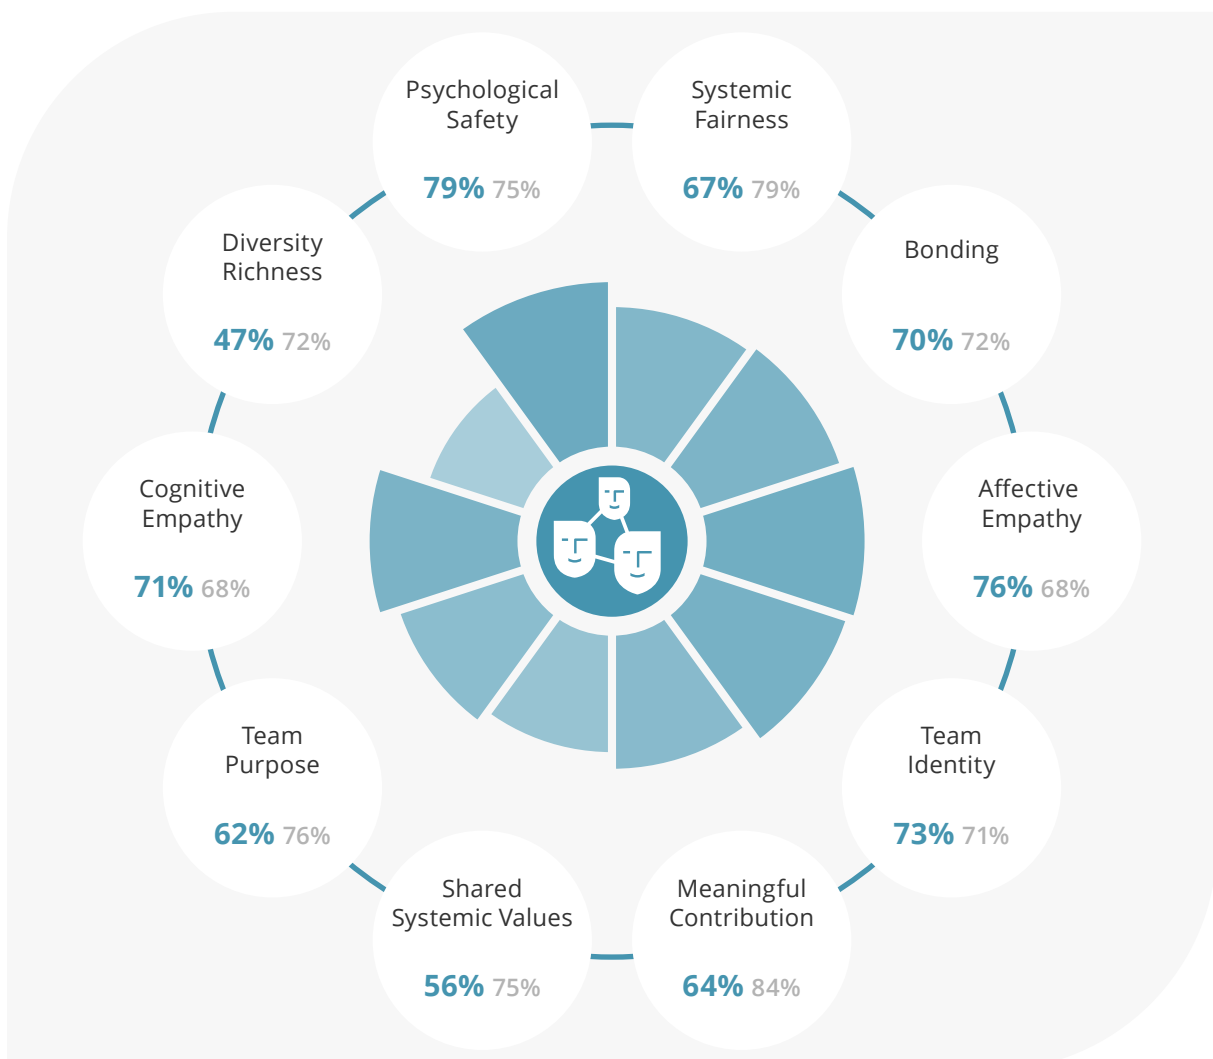 Psychological
Safety
79% 75%
Systemic
Fairness
67% 79%
Diversity
Richness
47% 72%
Bonding
70% 72%
Cognitive
Empathy
71% 68%
Affective
Empathy
76% 68%
Team
Purpose
62% 76%
Team
Identity
73% 71%
Shared
Systemic Values
56% 75%
Meaningful
Contribution
64% 84%